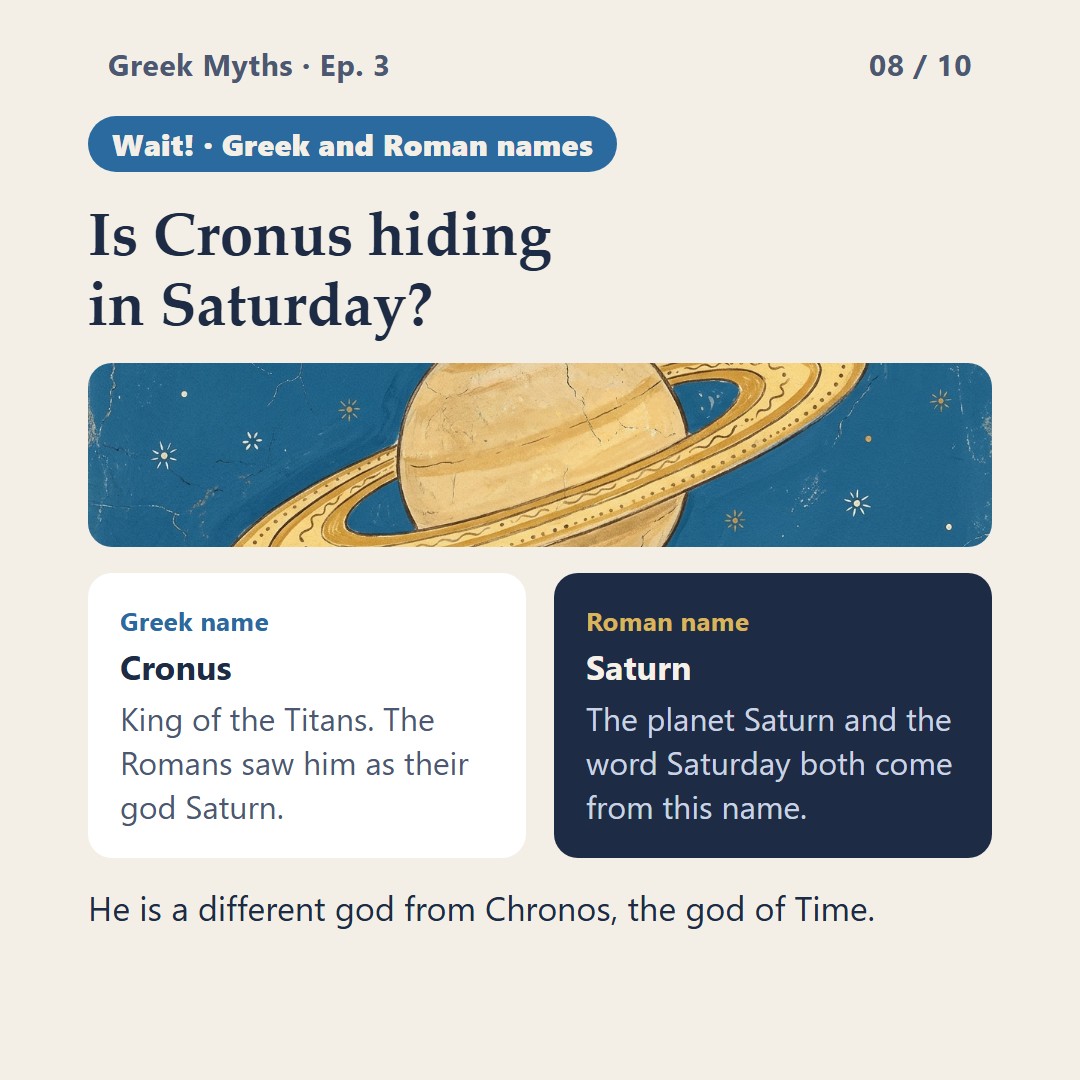 Greek Myths · Ep. 3
08 / 10
Wait! · Greek and Roman names
Is Cronus hiding
in Saturday?
Greek name
Cronus
King of the Titans. The
Romans saw him as their
god Saturn.
Roman name
Saturn
The planet Saturn and the
word Saturday both come
from this name.
He is a different god from Chronos, the god of Time.